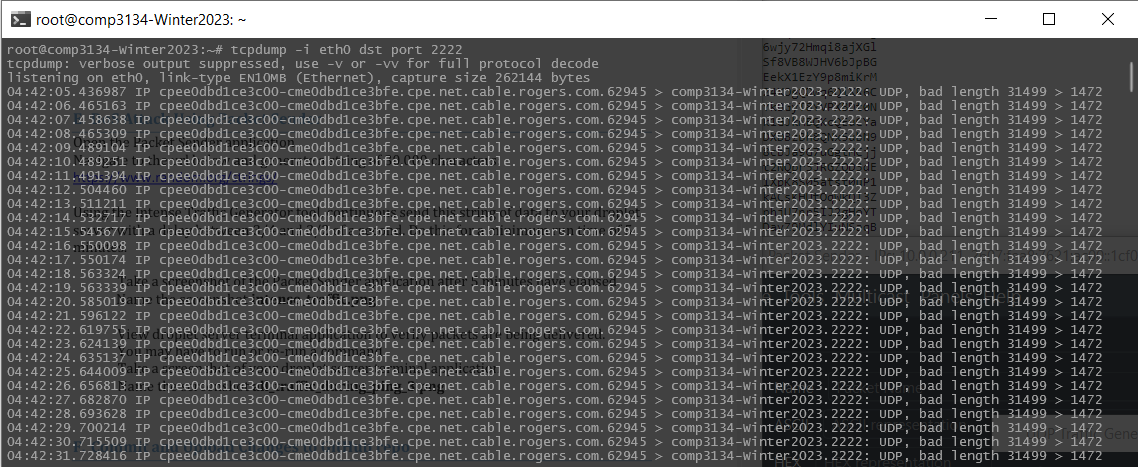 root@comp3134-Winter2023: ~
root@comp3134-Winter2023:~# tcpdump -i eth0 dst port 2222
tcpdump: verbose output suppressed, use -v or -vv for full protocol decode
listening on eth0, link-type EN10MB (Ethernet), capture size 262144 bytes
04:42:05.436987 IP cpee0dbd1ce3c00-cme0dbd1ce3bfe.cpe.net.cable.rogers.com.62945 > comp3134-Winter2023.2222: UDP, bad length 31499 > 1472
04:42:06.465163 IP cpee0dbd1ce3c00-cme0dbd1ce3bfe.cpe.net.cable.rogers.com.62945 > comp3134-Winter2023.2222: UDP, bad length 31499 > 1472
04:42:07.458638 IP cpee0dbd1ce3c00-cme0dbd1ce3bfe.cpe.net.cable.rogers.com.62945 > comp3134-Winter2023.2222: UDP, bad length 31499 > 1472
04:42:08.465309 IP cpee0dbd1ce3c00-cme0dbd1ce3bfe.cpe.net.cable.rogers.com.62945 > comp3134-Winter2023.2222: UDP, bad length 31499 > 1472
IP cpee0dbd1ce3c00-cme0dbd1ce3bfe.cpe.net.cable.rogers.com.62945 > comp3134-Winter2023.2222: UDP, bad length 31499 > 1472
04:42:10.489251 IP cpee0dbd1ce3c00-cme0dbd1ce3bfe.cpe.net.cable.rogers.com.62945 > comp3134-Winter2023.2222: UDP, bad length 31499 > 1472
04:42:11.491594 IP cpee0dbd1ce3c00-cme0dbd1ce3bfe.cpe.net.cable.rogers.com.62945 > comp3134-Winter2023.2222: UDP, bad length 31499 > 1472
04:42:12.504460 IP cpee0dbd1ce3c00-cme0dbd1ce3bfe.cpe.net.cable.rogers.com.62945 > comp3134-Winter2023.2222: UDP, bad length 31499 > 1472
04:42:13.511211 IP cpee0dbd1ce3c00-cme0dbd1ce3bfe.cpe.net.cable.rogers.com.62945 > comp3134-Winter2023.2222: UDP, bad length 31499 > 1472
IP cpee0dbd1ce3c00-cme0dbd1ce3bfe.cpe.net.cable.rogers.com.62945 > comp3134-Winter2023.2222: UDP, bad length 31499 > 1472
04:42:15.545677 IP cpee0dbd1ce3c00-cme0dbd1ce3bfe.cpe.net.cable.rogers.com.62945 > comp3134-Winter2023.2222: UDP, bad length 31499 > 1472
04:42:16.550098 IP cpee0dbd1ce3c00-cme0dbd1ce3bfe.cpe.net.cable.rogers.com.62945 > comp3134-Winter2023.2222: UDP, bad length 31499 > 1472
04:42:17.550174 IP cpee0dbd1ce3c00-cme0dbd1ce3bfe.cpe.net.cable.rogers.com.62945 > comp3134-Winter2023.2222: UDP, bad length 31499 > 1472
04:42:18.563324 IP cpee0dbd1ce3c00-cme0dbd1ce3bfe.cpe.net.cable.rogers.com.62945 > comp3134-Winter2023.2222: UDP, bad length 31499 > 1472
04:42:19.563339 IP cpee0dbd1ce3c00-cme0dbd1ce3bfe.cpe.net.cable.rogers.com.62945 > comp3134-Winter2023.2222: UDP, bad length 31499 > 1472
04:42:20.585013 IP cpee0dbd1ce3c00-cme0dbd1ce3bfe.cpe.net.cable.rogers.com.62945 > comp3134-Winter2023.2222: UDP, bad length 31499 > 1472
04:42:21.596122 IP cpee0dbd1ce3c00-cme0dbd1ce3bfe.cpe.net.cable.rogers.com.62945 > comp3134-Winter2023.2222: UDP, bad length 31499 > 1472
04:42:22.619755 IP cpee0dbd1ce3c00-cme0dbd1ce3bfe.cpe.net.cable.rogers.com.62945 > comp3134-Winter2023.2222: UDP, bad length 31499 > 1472
04:42:23.624139 IP cpee0dbd1ce3c00-cme0dbd1ce3bfe.cpe.net.cable.rogers.com.62945 > comp3134-Winter2023.2222: UDP, bad length 31499 > 1472
04:42:24.635137 IP cpee0dbd1ce3c00-cme0dbd1ce3bfe.cpe.net.cable.rogers.com.62945 > comp3134-Winter2023.2222: UDP, bad length 31499 > 1472
04:42:25.644009 IP cpee0dbd1ce3c00-cme0dbd1ce3bfe.cpe.net.cable.rogers.com.62945 > comp3134-Winter2023.2222: UDP, bad length 31499 > 1472
04:42:26.656813 IP cpee0dbd1ce3c00-cme0dbd1ce3bfe.cpe.net.cable.rogers.com.62945 > comp3134-Winter2023.2222: UDP, bad length 31499 > 1472
04:42:27.682870 IP cpee0dbd1ce3c00-cme0dbd1ce3bfe.cpe.net.cable.rogers.com.62945 > comp3134-Winter2023.2222: UDP, bad length 31499 > 1472
04:42:28.693628 IP cpee0dbd1ce3c00-cme0dbd1ce3bfe.cpe.net.cable.rogers.com.62945 > comp3134-Winter2023.2222: UDP, bad length 31499 > 1472
04:42:29.700214 IP cpee0dbd1ce3c00-cme0dbd1ce3bfe.cpe.net.cable.rogers.com.62945 > comp3134-Winter2023.2222: UDP, bad length 31499 > 1472
04:42:30.715509 IP cpee0dbd1ce3c00-cme0dbd1ce3bfe.cpe.net.cable.rogers.com.62945 > comp3134-Winter2023.2222: UDP, bad length 31499 > 1472
04:42:31.728416 IP cpee0dbd1ce3c00-cme0dbd1ce3bfe.cpe.net.cable.rogers.com.62945 > comp3134-Winter2023.2222: UDP, bad length 31499 > 1472